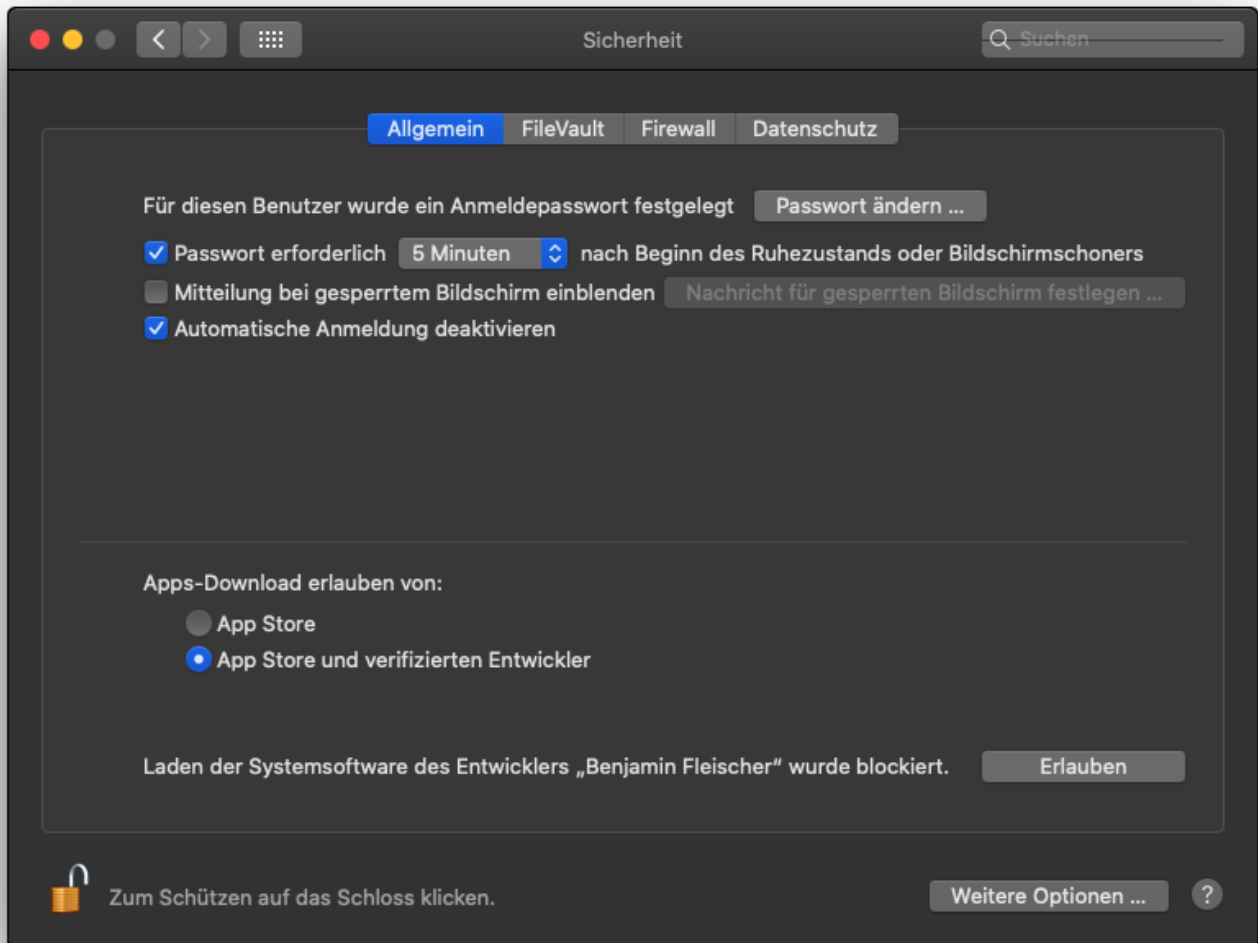 Sicherheit
Suchen
Allgemein FileVault Firewall Datenschutz
Für diesen Benutzer wurde ein Anmeldepasswort festgelegt Passwort ändern ...
Passwort erforderlich 5 Minuten nach Beginn des Ruhezustands oder Bildschirmschoners
Mitteilung bei gesperrtem Bildschirm einblenden Nachricht für gesperrten Bildschirm festlegen ...
Automatische Anmeldung deaktivieren
Apps-Download erlauben von:
App Store
App Store und verifizierten Entwickler
Laden der Systemsoftware des Entwicklers „Benjamin Fleischer“ wurde blockiert. Erlauben
Zum Schützen auf das Schloss klicken. Weitere Optionen ... ?